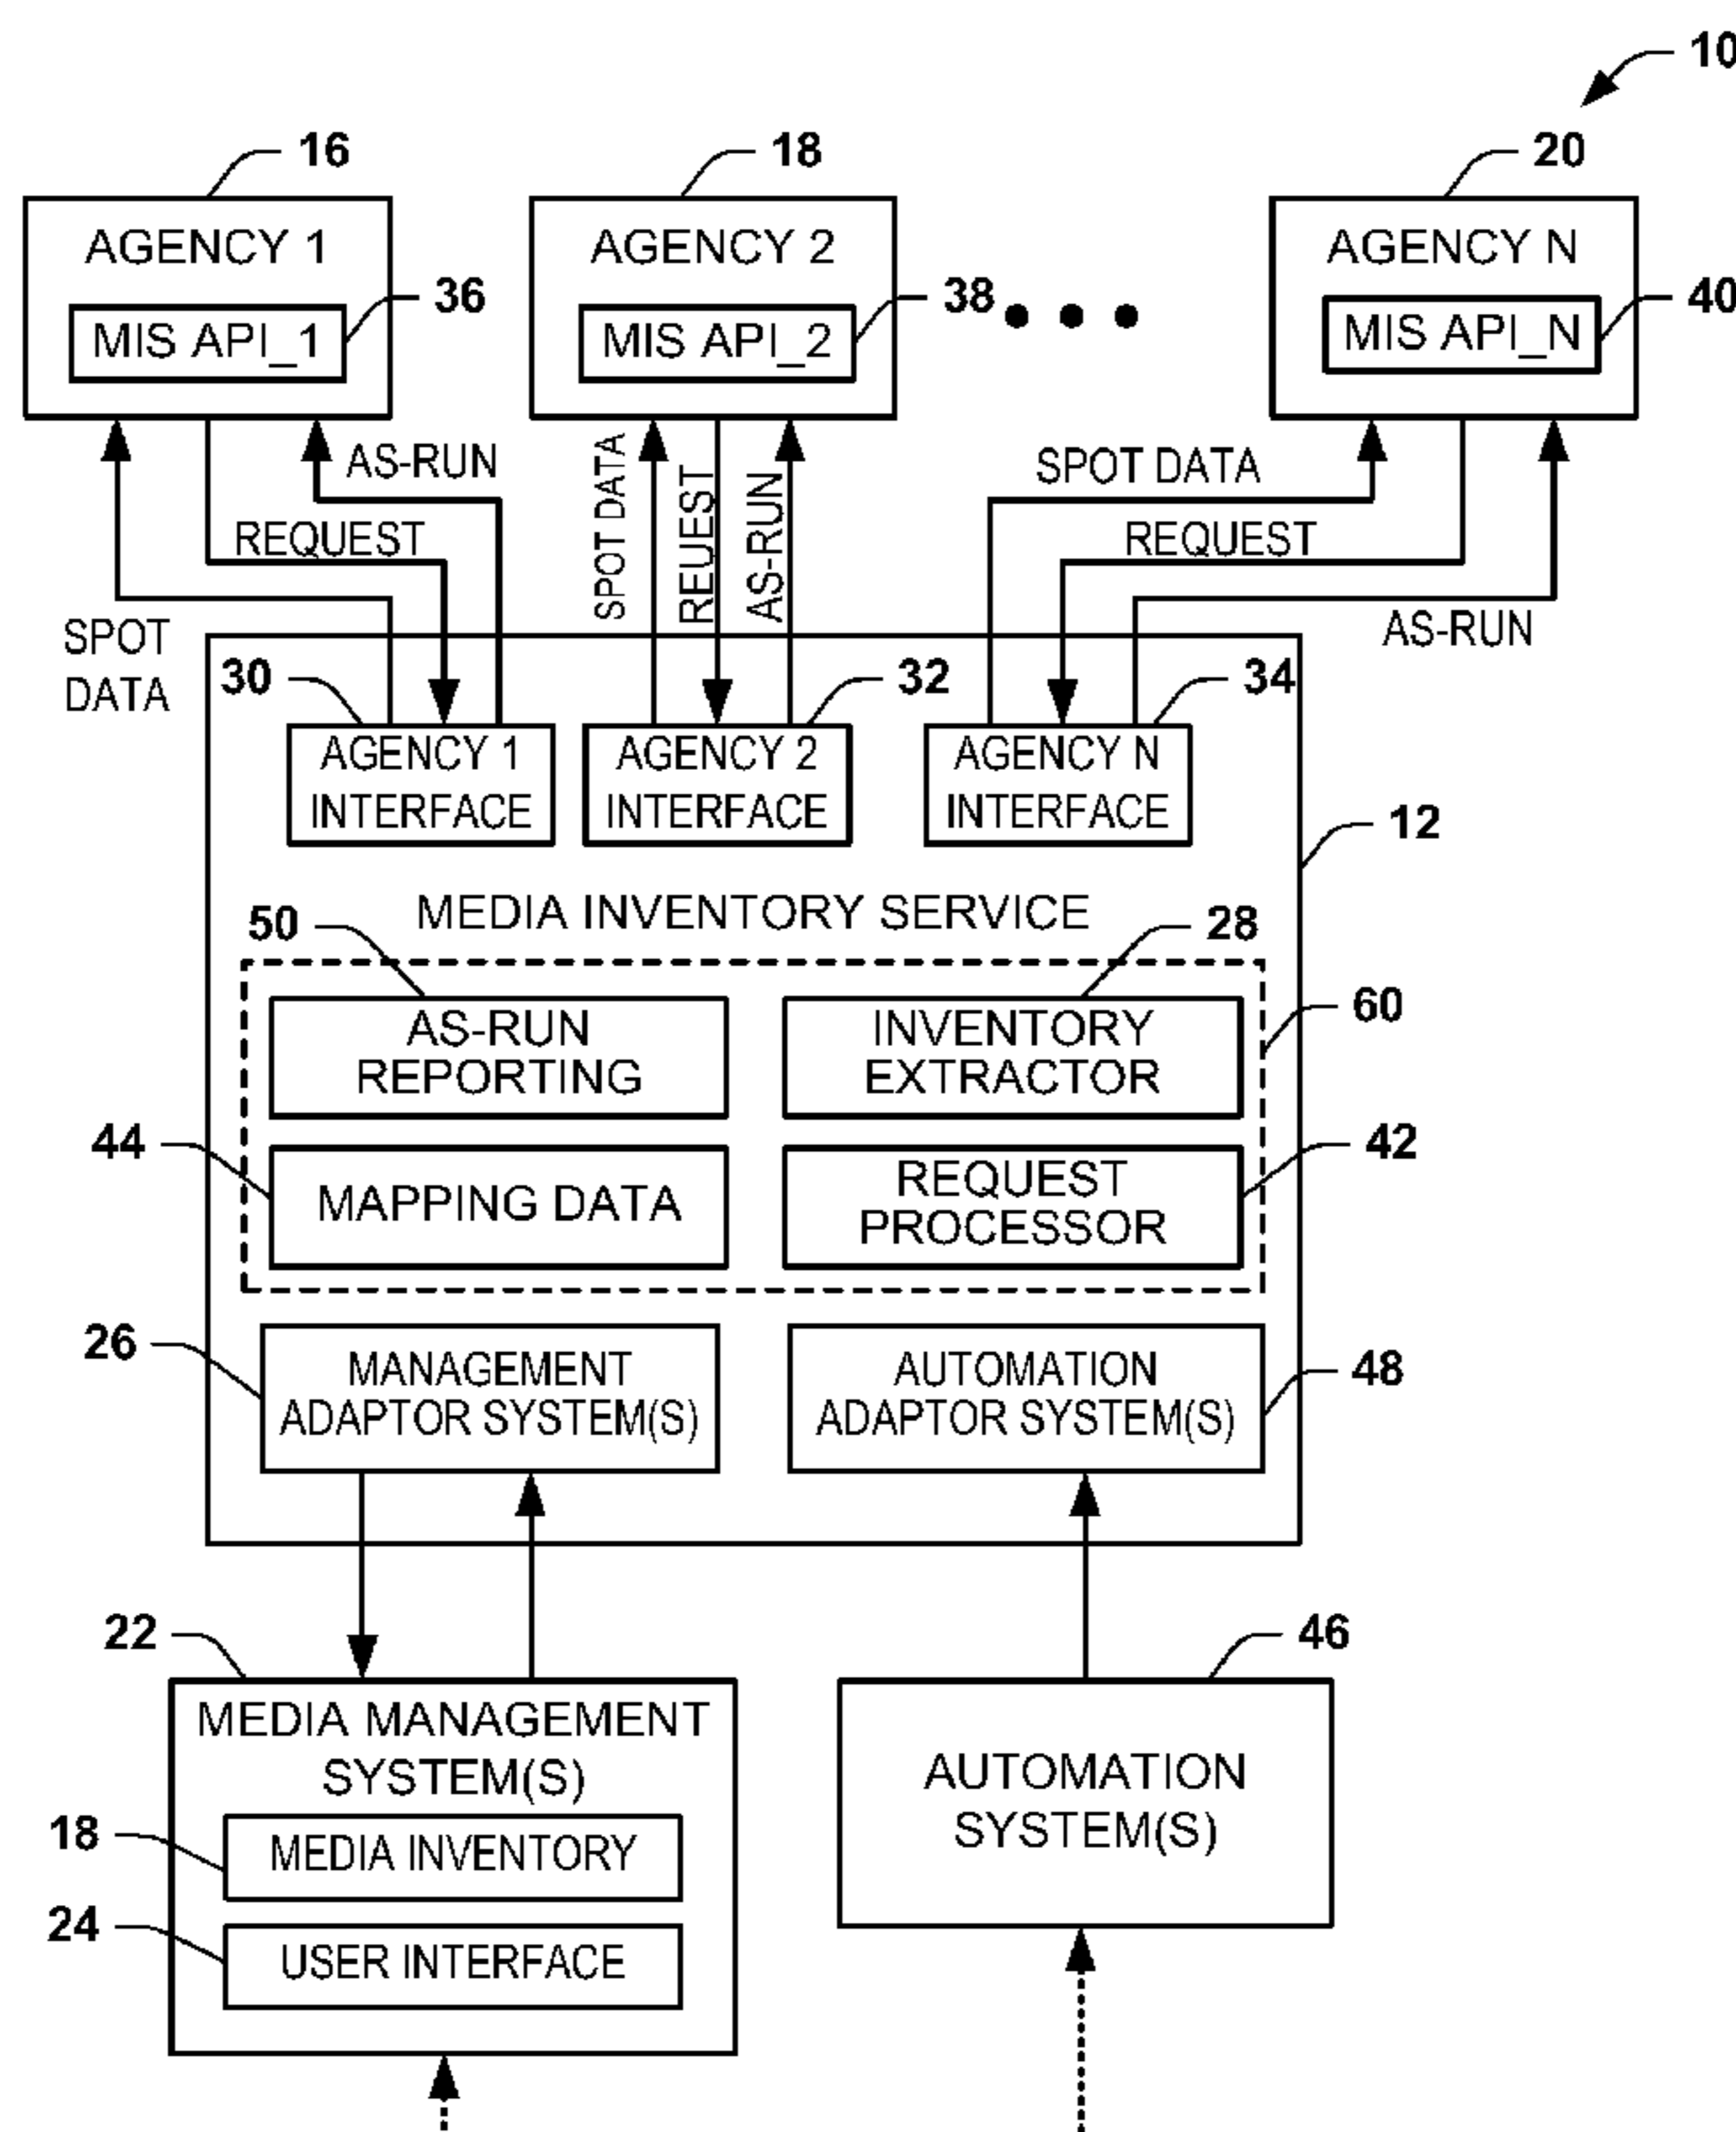 10
16
18
20
AGENCY 1
AGENCY 2
AGENCY N
36
38
40
MIS API_1
MIS API_2
MIS API_N
AS-RUN
REQUEST
SPOT
DATA
SPOT DATA
REUEST
AS-RUN
SPOT DATA
REQUEST
AS-RUN
30
32
34
AGENCY 1
INTERFACE
AGENCY 2
INTERFACE
AGENCY N
INTERFACE
12
MEDIA INVENTORY SERVICE
50
28
60
AS-RUN
REPORTING
INVENTORY
EXTRACTOR
44
42
MAPPING DATA
REQUEST
PROCESSOR
26
48
MANAGEMENT
ADAPTOR SYSTEM(S)
AUTOMATION
ADAPTOR SYSTEM(S)
22
46
MEDIA MANAGEMENT
SYSTEM(S)
18
MEDIA INVENTORY
24
USER INTERFACE
AUTOMATION
SYSTEM(S)